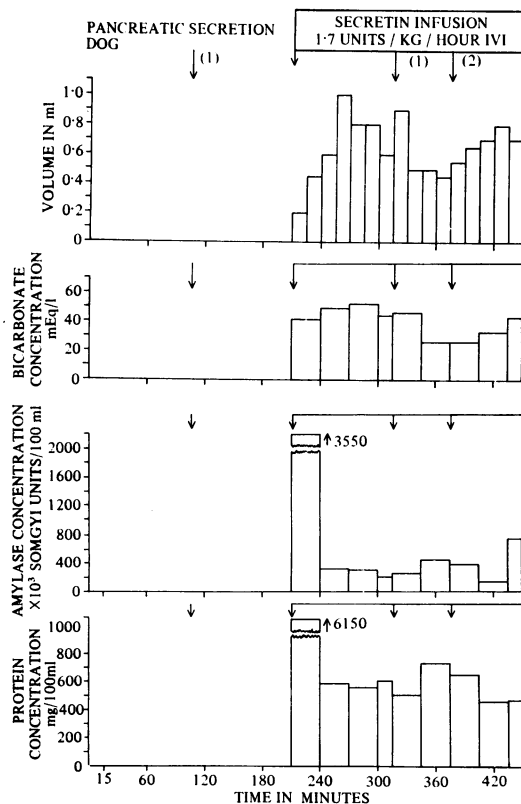 PANCREATIC SECRETION
DOG
SECRETIN INFUSION
1·7 UNITS / KG / HOUR IVI
(1)
(1)
(2)
VOLUME IN ml
1·0
0·8
0·6
0·4
0·2
0
BICARBONATE
CONCENTRATION
mEq/l
60
40
20
0
AMYLASE CONCENTRATION
X10³ SOMGYI UNITS/100 ml
2000
1600
1200
800
400
0
3550
PROTEIN
CONCENTRATION
mg/100ml
1000
800
600
400
200
0
6150
15 60 120 180 240 300 360 420
TIME IN MINUTES